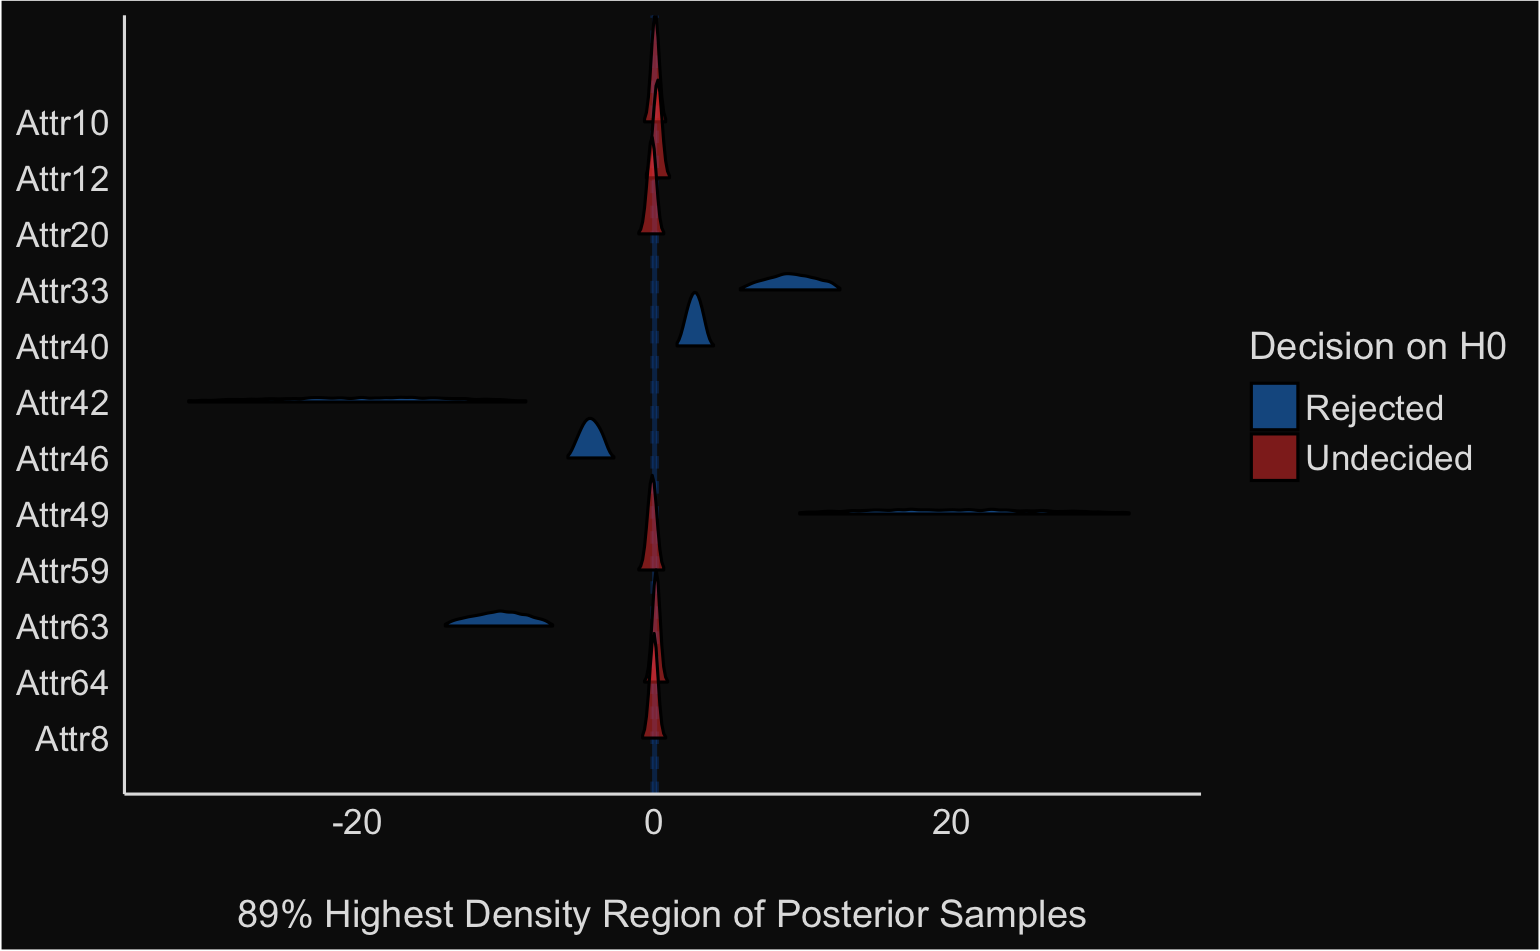 Attr10
Attr12
Attr20
Attr33
Attr40
Attr42
Attr46
Attr49
Attr59
Attr63
Attr64
Attr8
-20 0 20
89% Highest Density Region of Posterior Samples
Decision on H0
Rejected
Undecided